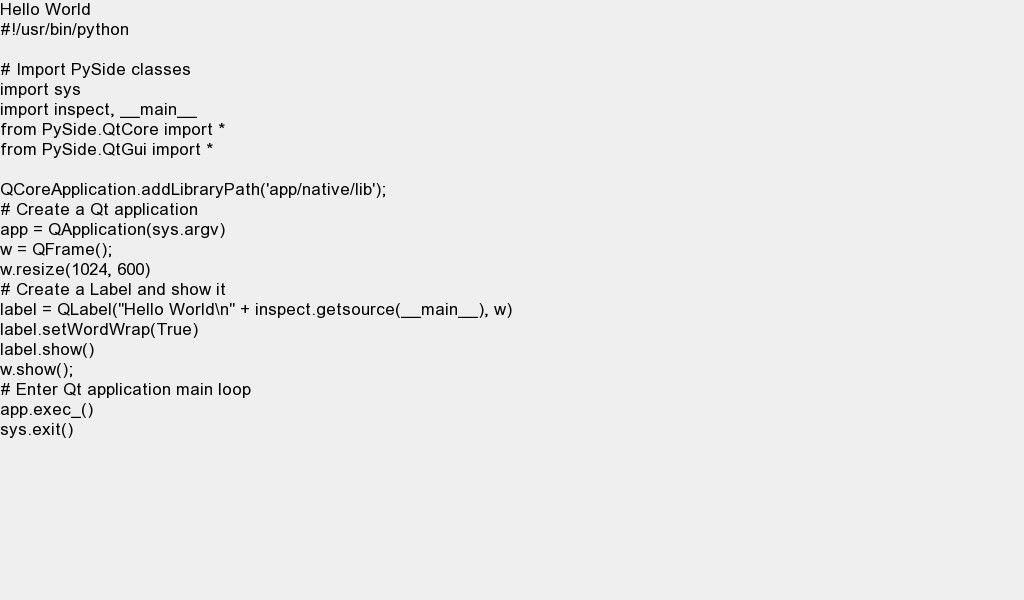 Hello World
#!/usr/bin/python

# Import PySide classes
import sys
import inspect, __main__
from PySide.QtCore import *
from PySide.QtGui import *

QCoreApplication.addLibraryPath('app/native/lib');
# Create a Qt application
app = QApplication(sys.argv)
w = QFrame();
w.resize(1024, 600)
# Create a Label and show it
label = QLabel("Hello World\n" + inspect.getsource(__main__), w)
label.setWordWrap(True)
label.show()
w.show();
# Enter Qt application main loop
app.exec_()
sys.exit()